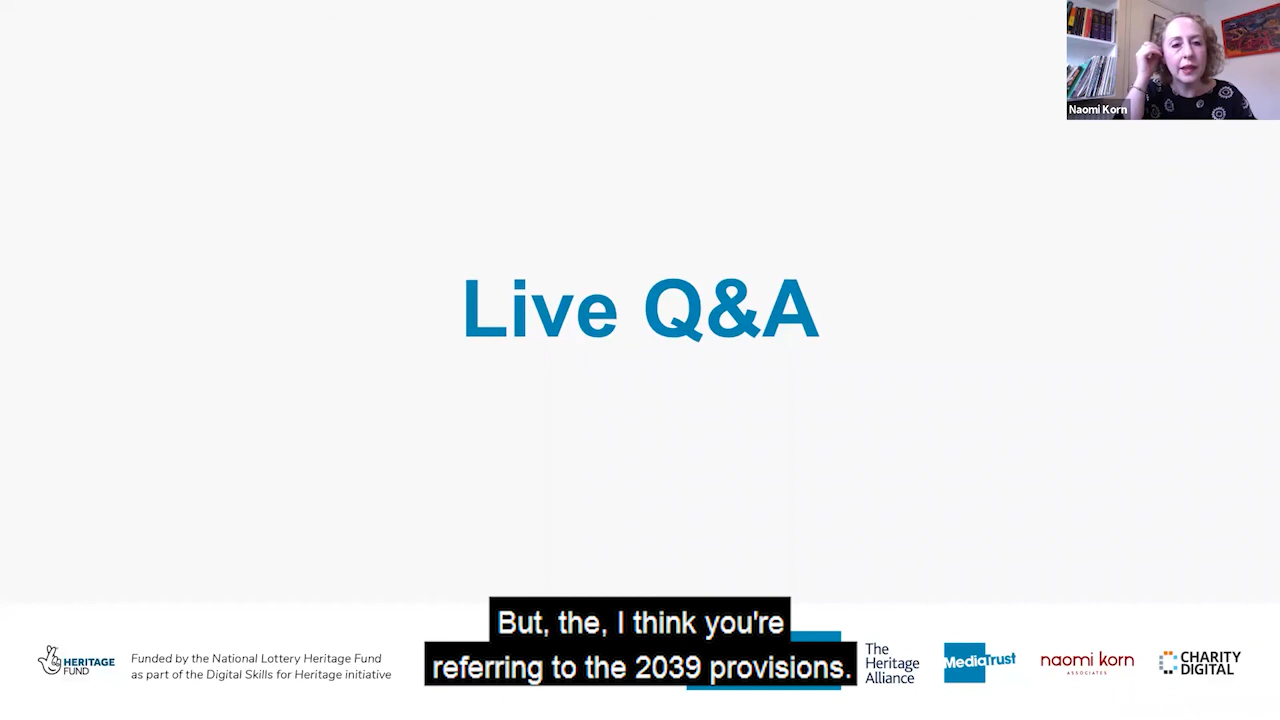 Naomi Korn
Live Q&A
But, the, I think you're
referring to the 2039 provisions.
HERITAGE
FUND
Funded by the National Lottery Heritage Fund
as part of the Digital Skills for Heritage initiative
The
Heritage
Alliance
MediaTrust
naomi korn
ASSOCIATES
CHARITY
DIGITAL